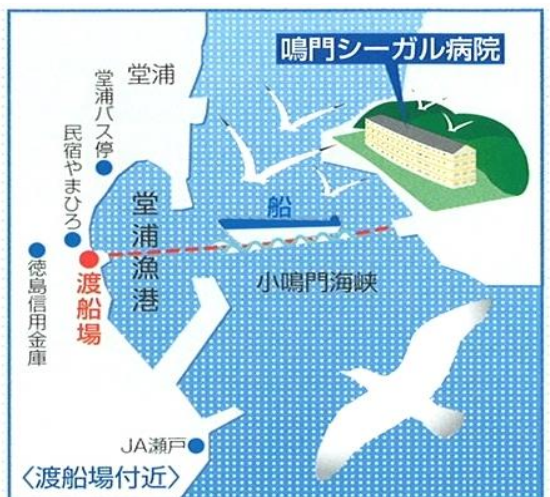 鳴門シーガル病院
堂浦
堂浦バス停
民宿やまひろ
堂浦漁港
船
渡船場
徳島信用金庫
小鳴門海峡
JA瀬戸
〈渡船場付近〉